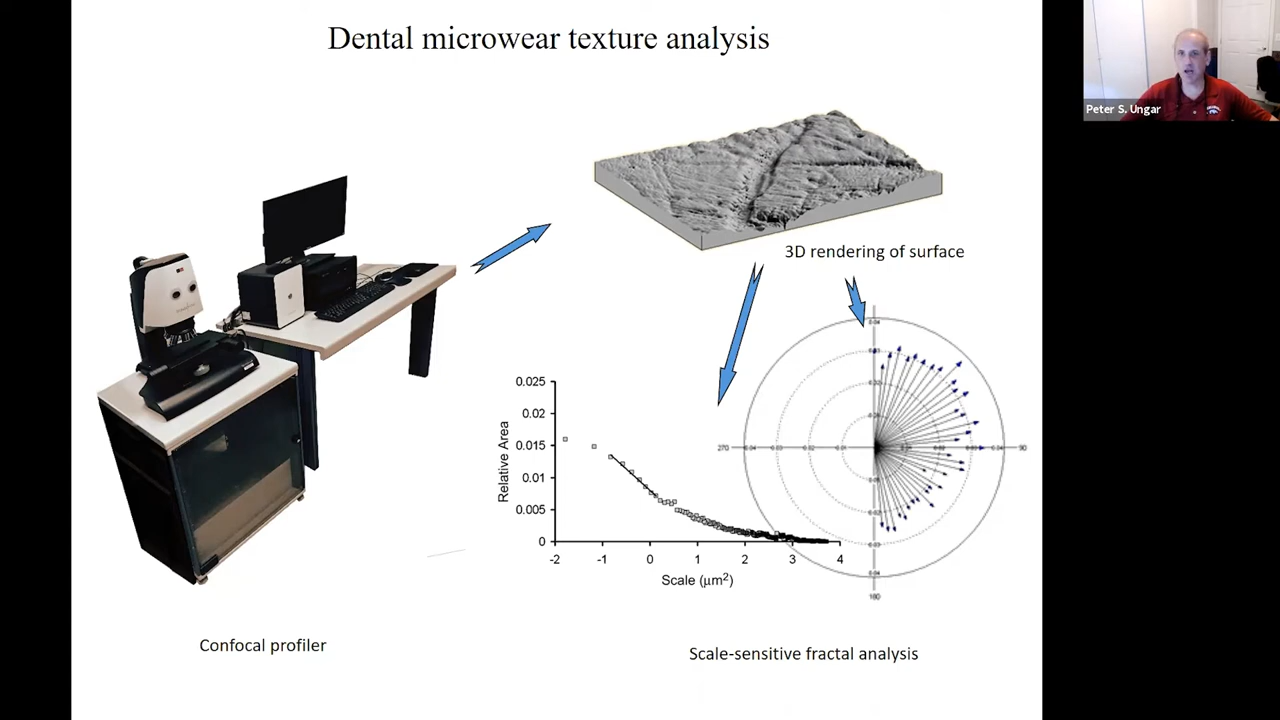 Dental microwear texture analysis
Peter S. Ungar
3D rendering of surface
0.025
0.02
0.015
0.01
0.005
0
Relative Area
-2 -1 0 1 2 3 4
Scale (μm²)
270
90
180
Confocal profiler
Scale-sensitive fractal analysis